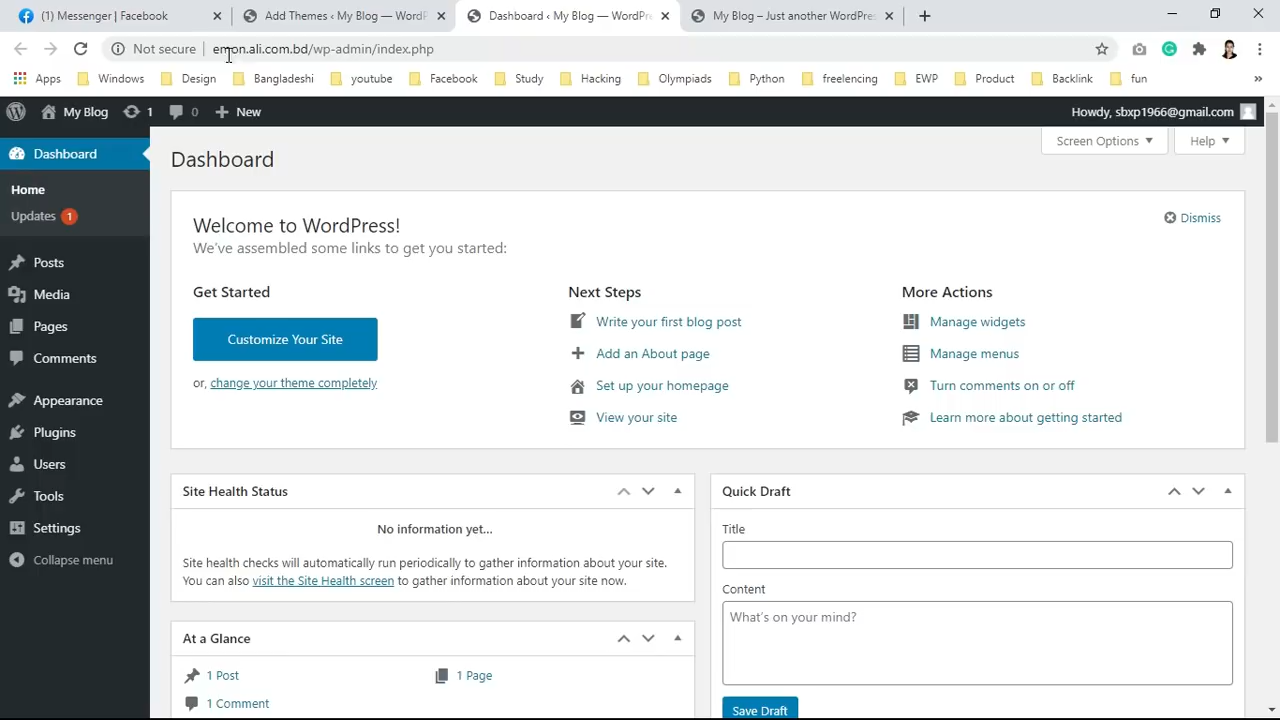 (1) Messenger | Facebook
Add Themes ‹ My Blog — WordP
Dashboard ‹ My Blog — WordPre
My Blog – Just another WordPress
Not secure
emon.ali.com.bd/wp-admin/index.php
Apps
Windows
Design
Bangladeshi
youtube
Facebook
Study
Hacking
Olympiads
Python
freelencing
EWP
Product
Backlink
fun
»
My Blog
1
0
New
Howdy, sbxp1966@gmail.com
Dashboard
Home
Updates 1
Posts
Media
Pages
Comments
Appearance
Plugins
Users
Tools
Settings
Collapse menu
Screen Options
Help
Dashboard
Welcome to WordPress!
We've assembled some links to get you started:
Dismiss
Get Started
Customize Your Site
or, change your theme completely
Next Steps
Write your first blog post
Add an About page
Set up your homepage
View your site
More Actions
Manage widgets
Manage menus
Turn comments on or off
Learn more about getting started
Site Health Status
No information yet...
Site health checks will automatically run periodically to gather information about your site.
You can also visit the Site Health screen to gather information about your site now.
At a Glance
1 Post
1 Page
1 Comment
Quick Draft
Title
Content
What's on your mind?
Save Draft